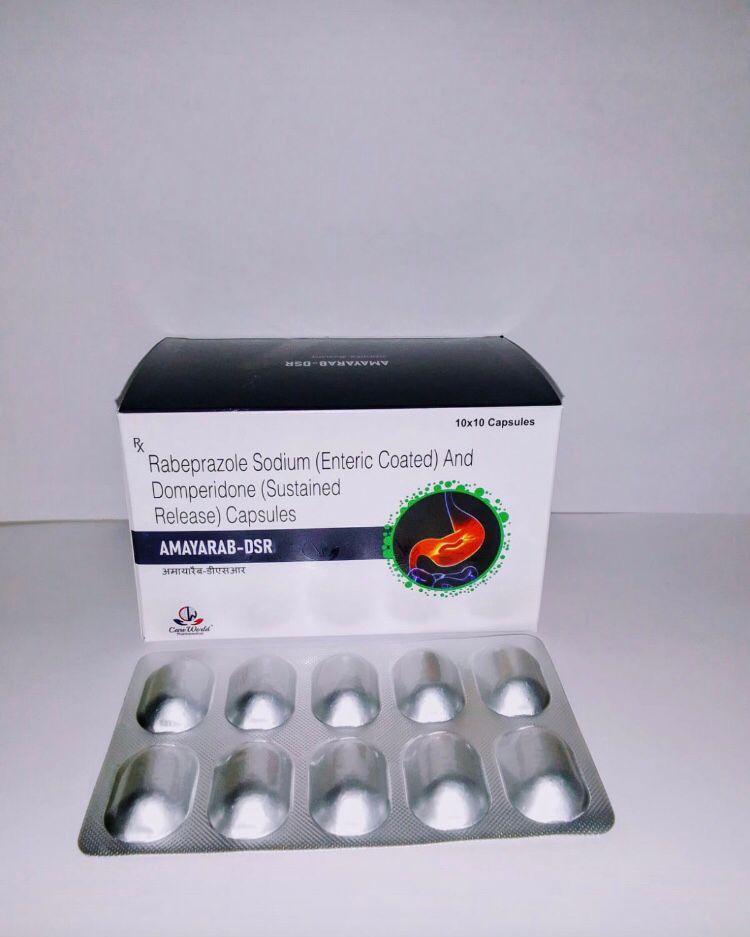 AMAYARAB-DSR
10x10 Capsules
Rx
Rabeprazole Sodium (Enteric Coated) And
Domperidone (Sustained
Release) Capsules
AMAYARAB-DSR
अमायारैब-डीएसआर
Care World
Pharmaceutical